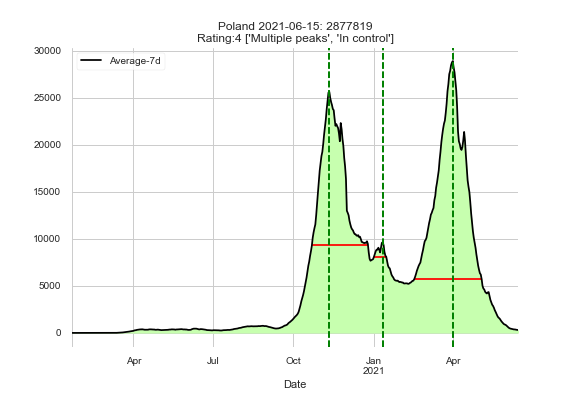 Poland 2021-06-15: 2877819
Rating:4 ['Multiple peaks', 'In control']
Average-7d
30000
25000
20000
15000
10000
5000
0
Apr
Jul
Oct
Jan
2021
Apr
Date